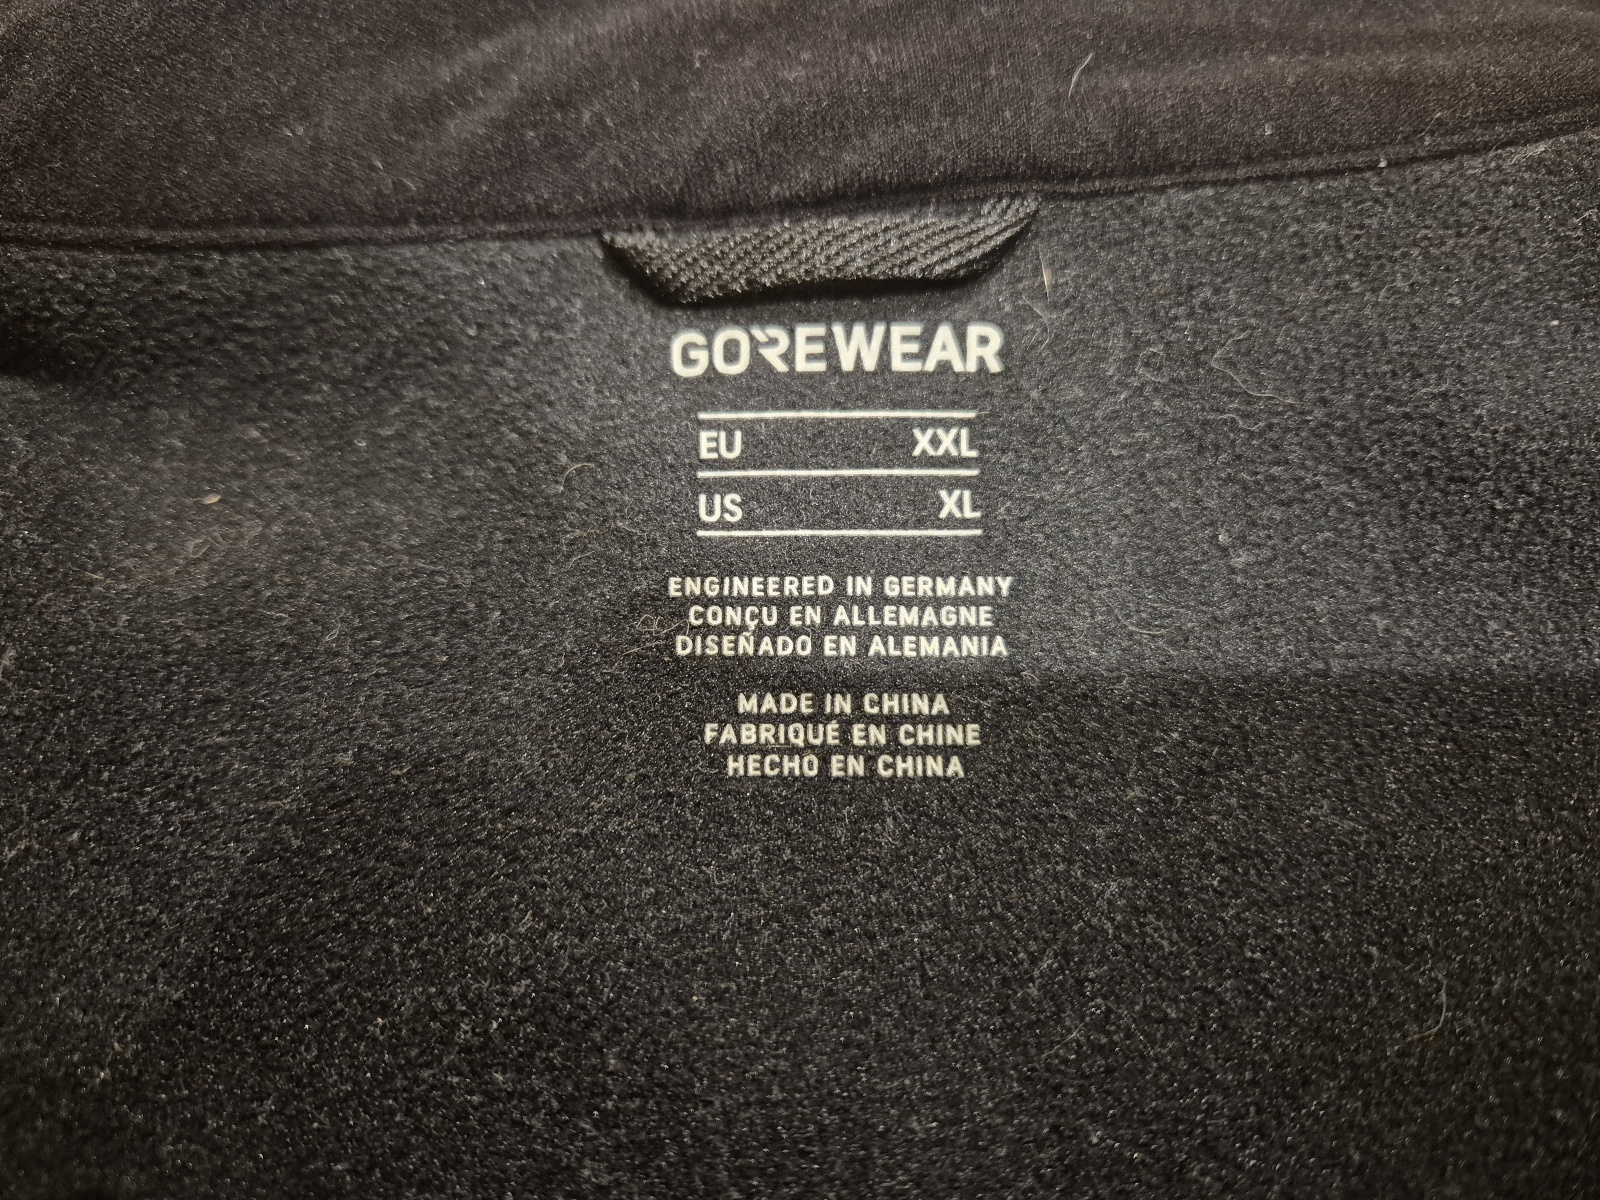 GOREWEAR
EU XXL
US XL
ENGINEERED IN GERMANY
CONÇU EN ALLEMAGNE
DISEÑADO EN ALEMANIA
MADE IN CHINA
FABRIQUÉ EN CHINE
HECHO EN CHINA